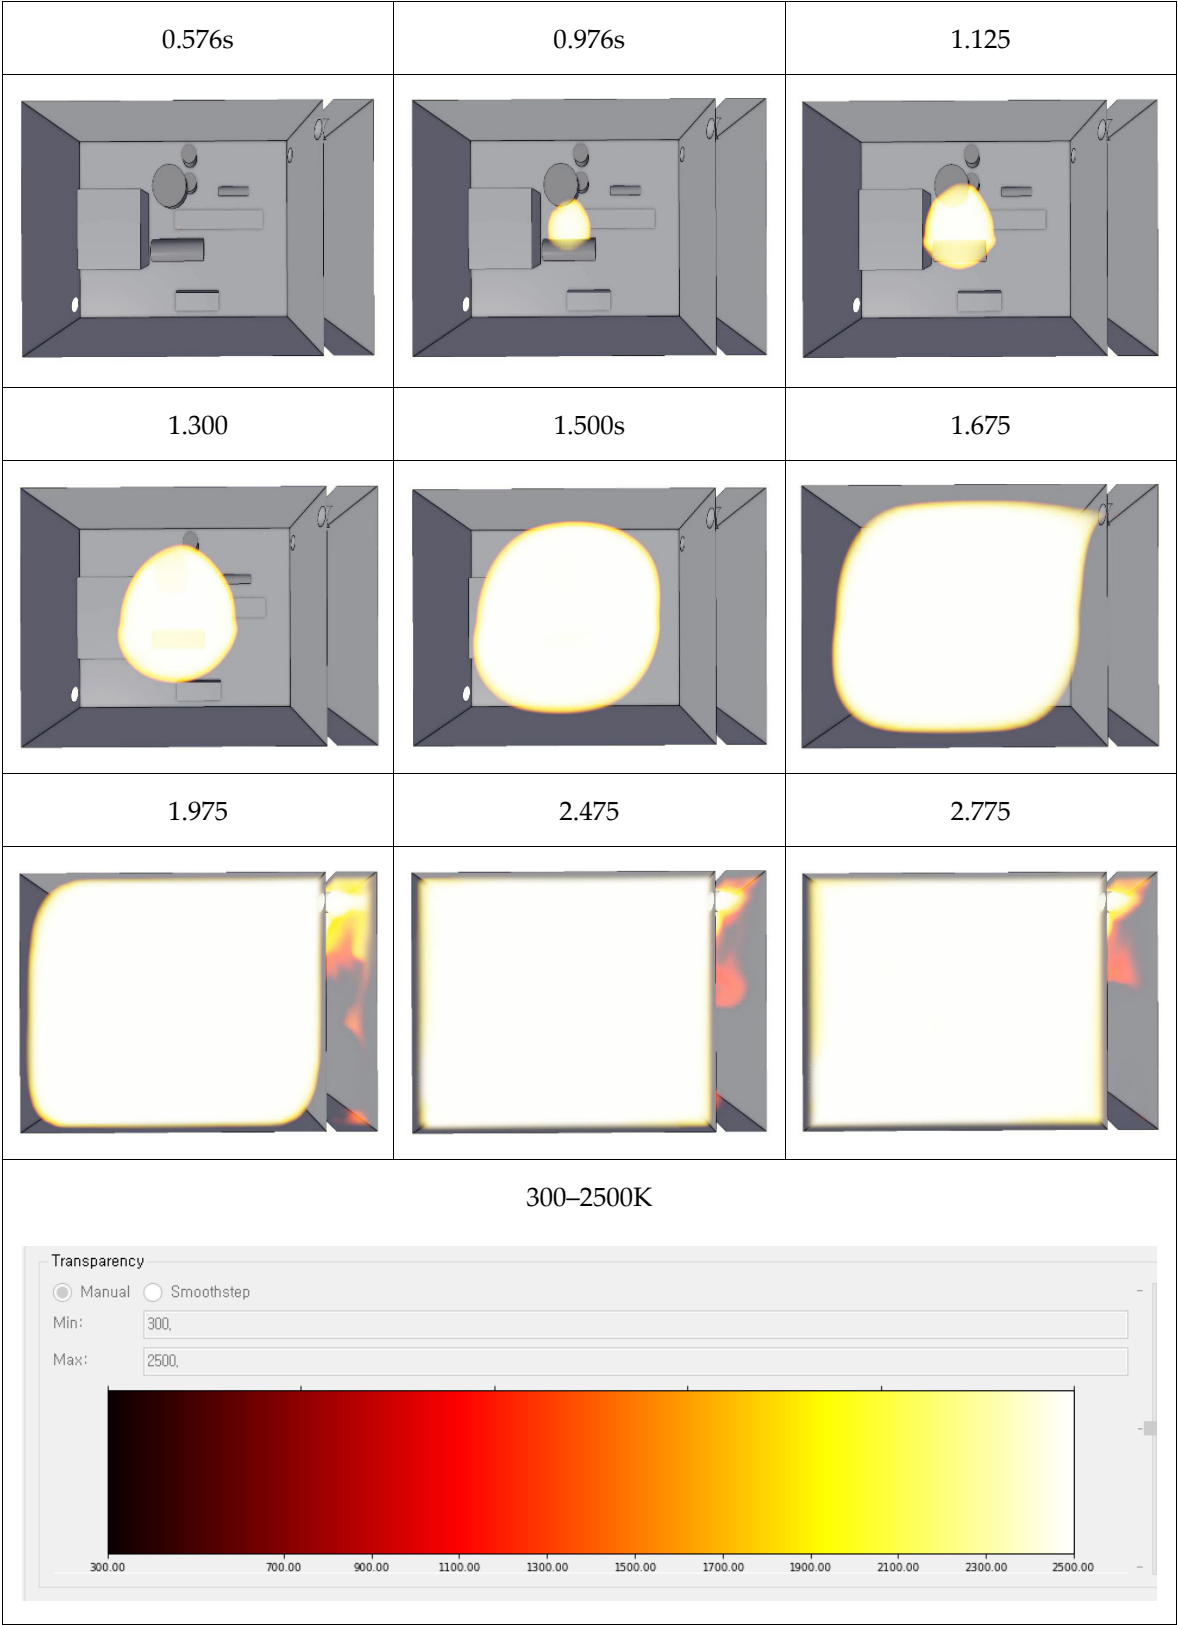 0.576s 0.976s 1.125
1.300 1.500s 1.675
1.975 2.475 2.775
300–2500K
Transparency
Manual Smoothstep
Min: 300,
Max: 2500,
300.00 700.00 900.00 1100.00 1300.00 1500.00 1700.00 1900.00 2100.00 2300.00 2500.00